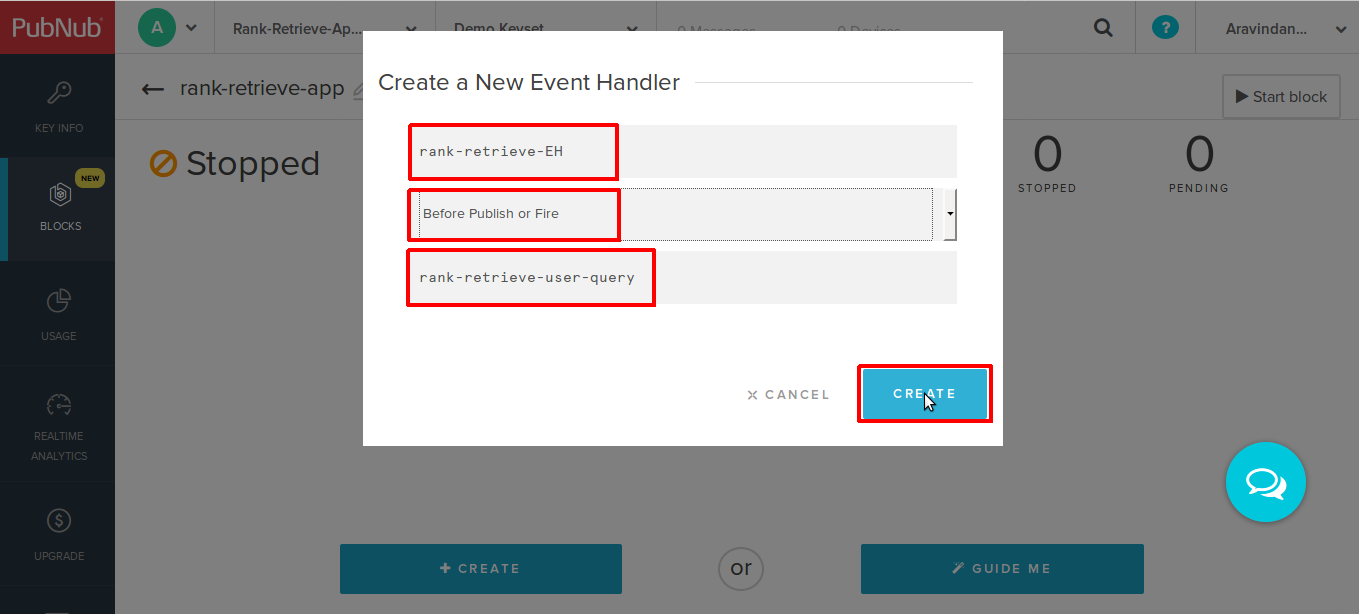 PubNub
A
Rank-Retrieve-Ap...
Demo Keyset
0 Messages
0 Devices
?
Aravindan...
KEY INFO
← rank-retrieve-app
Start block
Create a New Event Handler
Stopped
rank-retrieve-EH
0
STOPPED
0
PENDING
NEW
BLOCKS
Before Publish or Fire
rank-retrieve-user-query
USAGE
CANCEL
CREATE
REALTIME
ANALYTICS
$
UPGRADE
+ CREATE
or
GUIDE ME